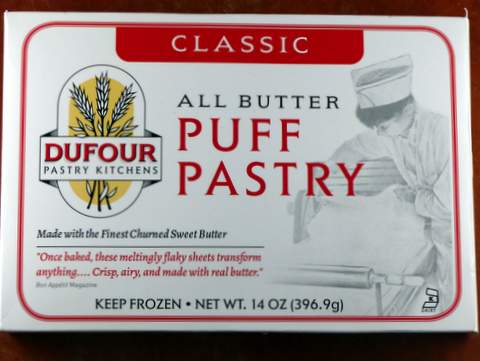 CLASSIC
ALL BUTTER
PUFF
PASTRY
DUFOUR
PASTRY KITCHENS
Made with the Finest Churned Sweet Butter
"Once baked, these meltingly flaky sheets transform
anything.... Crisp, airy, and made with real butter."
Bon Appétit Magazine
KEEP FROZEN • NET WT. 14 OZ (396.9g)